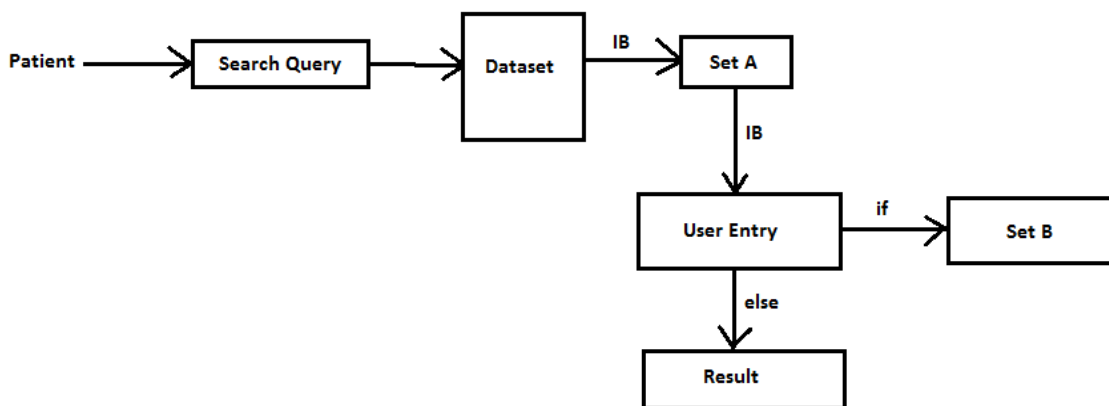 Patient
Search Query
Dataset
IB
Set A
IB
User Entry
if
Set B
else
Result